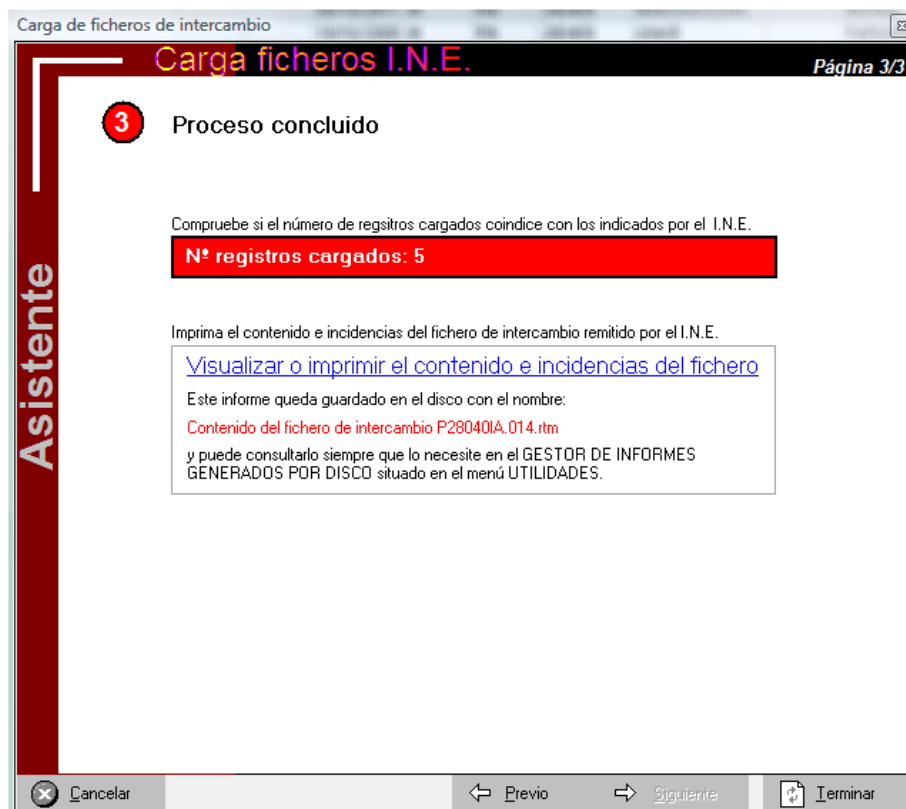 Carga de ficheros de intercambio
Carga ficheros I.N.E.
Página 3/3
3 Proceso concluido
Compruebe si el número de regsitros cargados coindice con los indicados por el I.N.E.
Nº registros cargados: 5
Asistente
Imprima el contenido e incidencias del fichero de intercambio remitido por el I.N.E.
Visualizar o imprimir el contenido e incidencias del fichero
Este informe queda guardado en el disco con el nombre:
Contenido del fichero de intercambio P28040IA.014.rtm
y puede consultarlo siempre que lo necesite en el GESTOR DE INFORMES
GENERADOS POR DISCO situado en el menú UTILIDADES.
Cancelar
Previo
Siguiente
Terminar